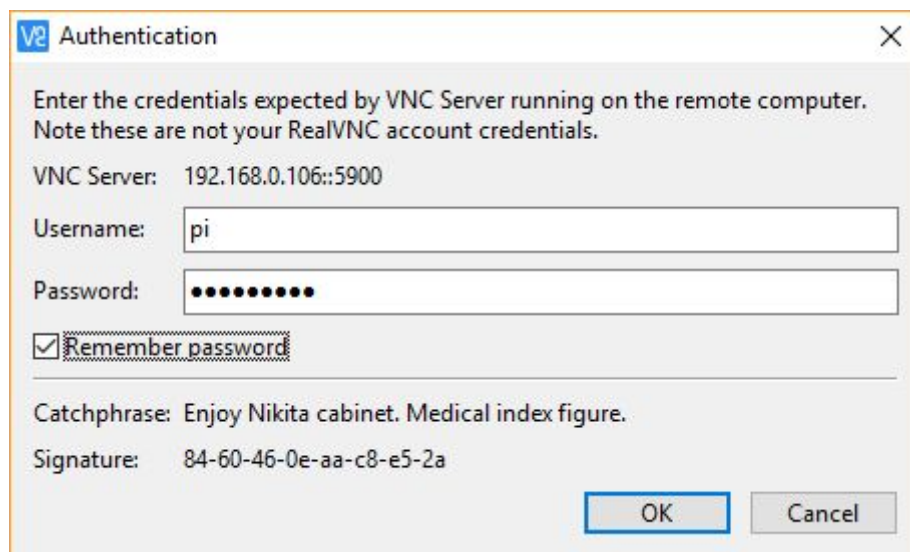 V2 Authentication
Enter the credentials expected by VNC Server running on the remote computer.
Note these are not your RealVNC account credentials.
VNC Server: 192.168.0.106::5900
Username: pi
Password: •••••••••
Remember password
Catchphrase: Enjoy Nikita cabinet. Medical index figure.
Signature: 84-60-46-0e-aa-c8-e5-2a
OK Cancel